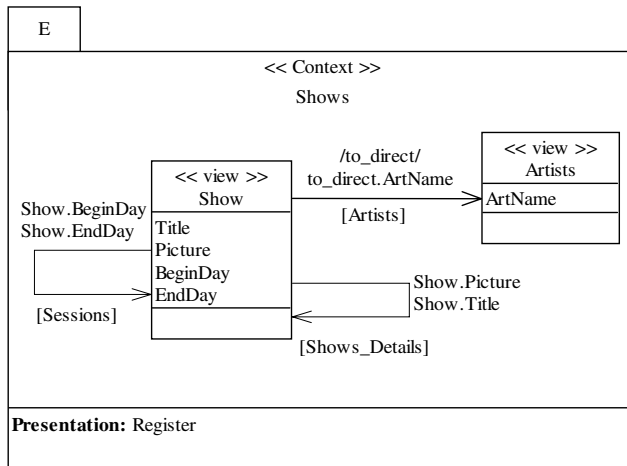 E
<< Context >>
Shows
<< view >>
Show
Title
Picture
BeginDay
EndDay
/to_direct/
to_direct.ArtName
[Artists]
<< view >>
Artists
ArtName
Show.BeginDay
Show.EndDay
[Sessions]
Show.Picture
Show.Title
[Shows_Details]
Presentation: Register